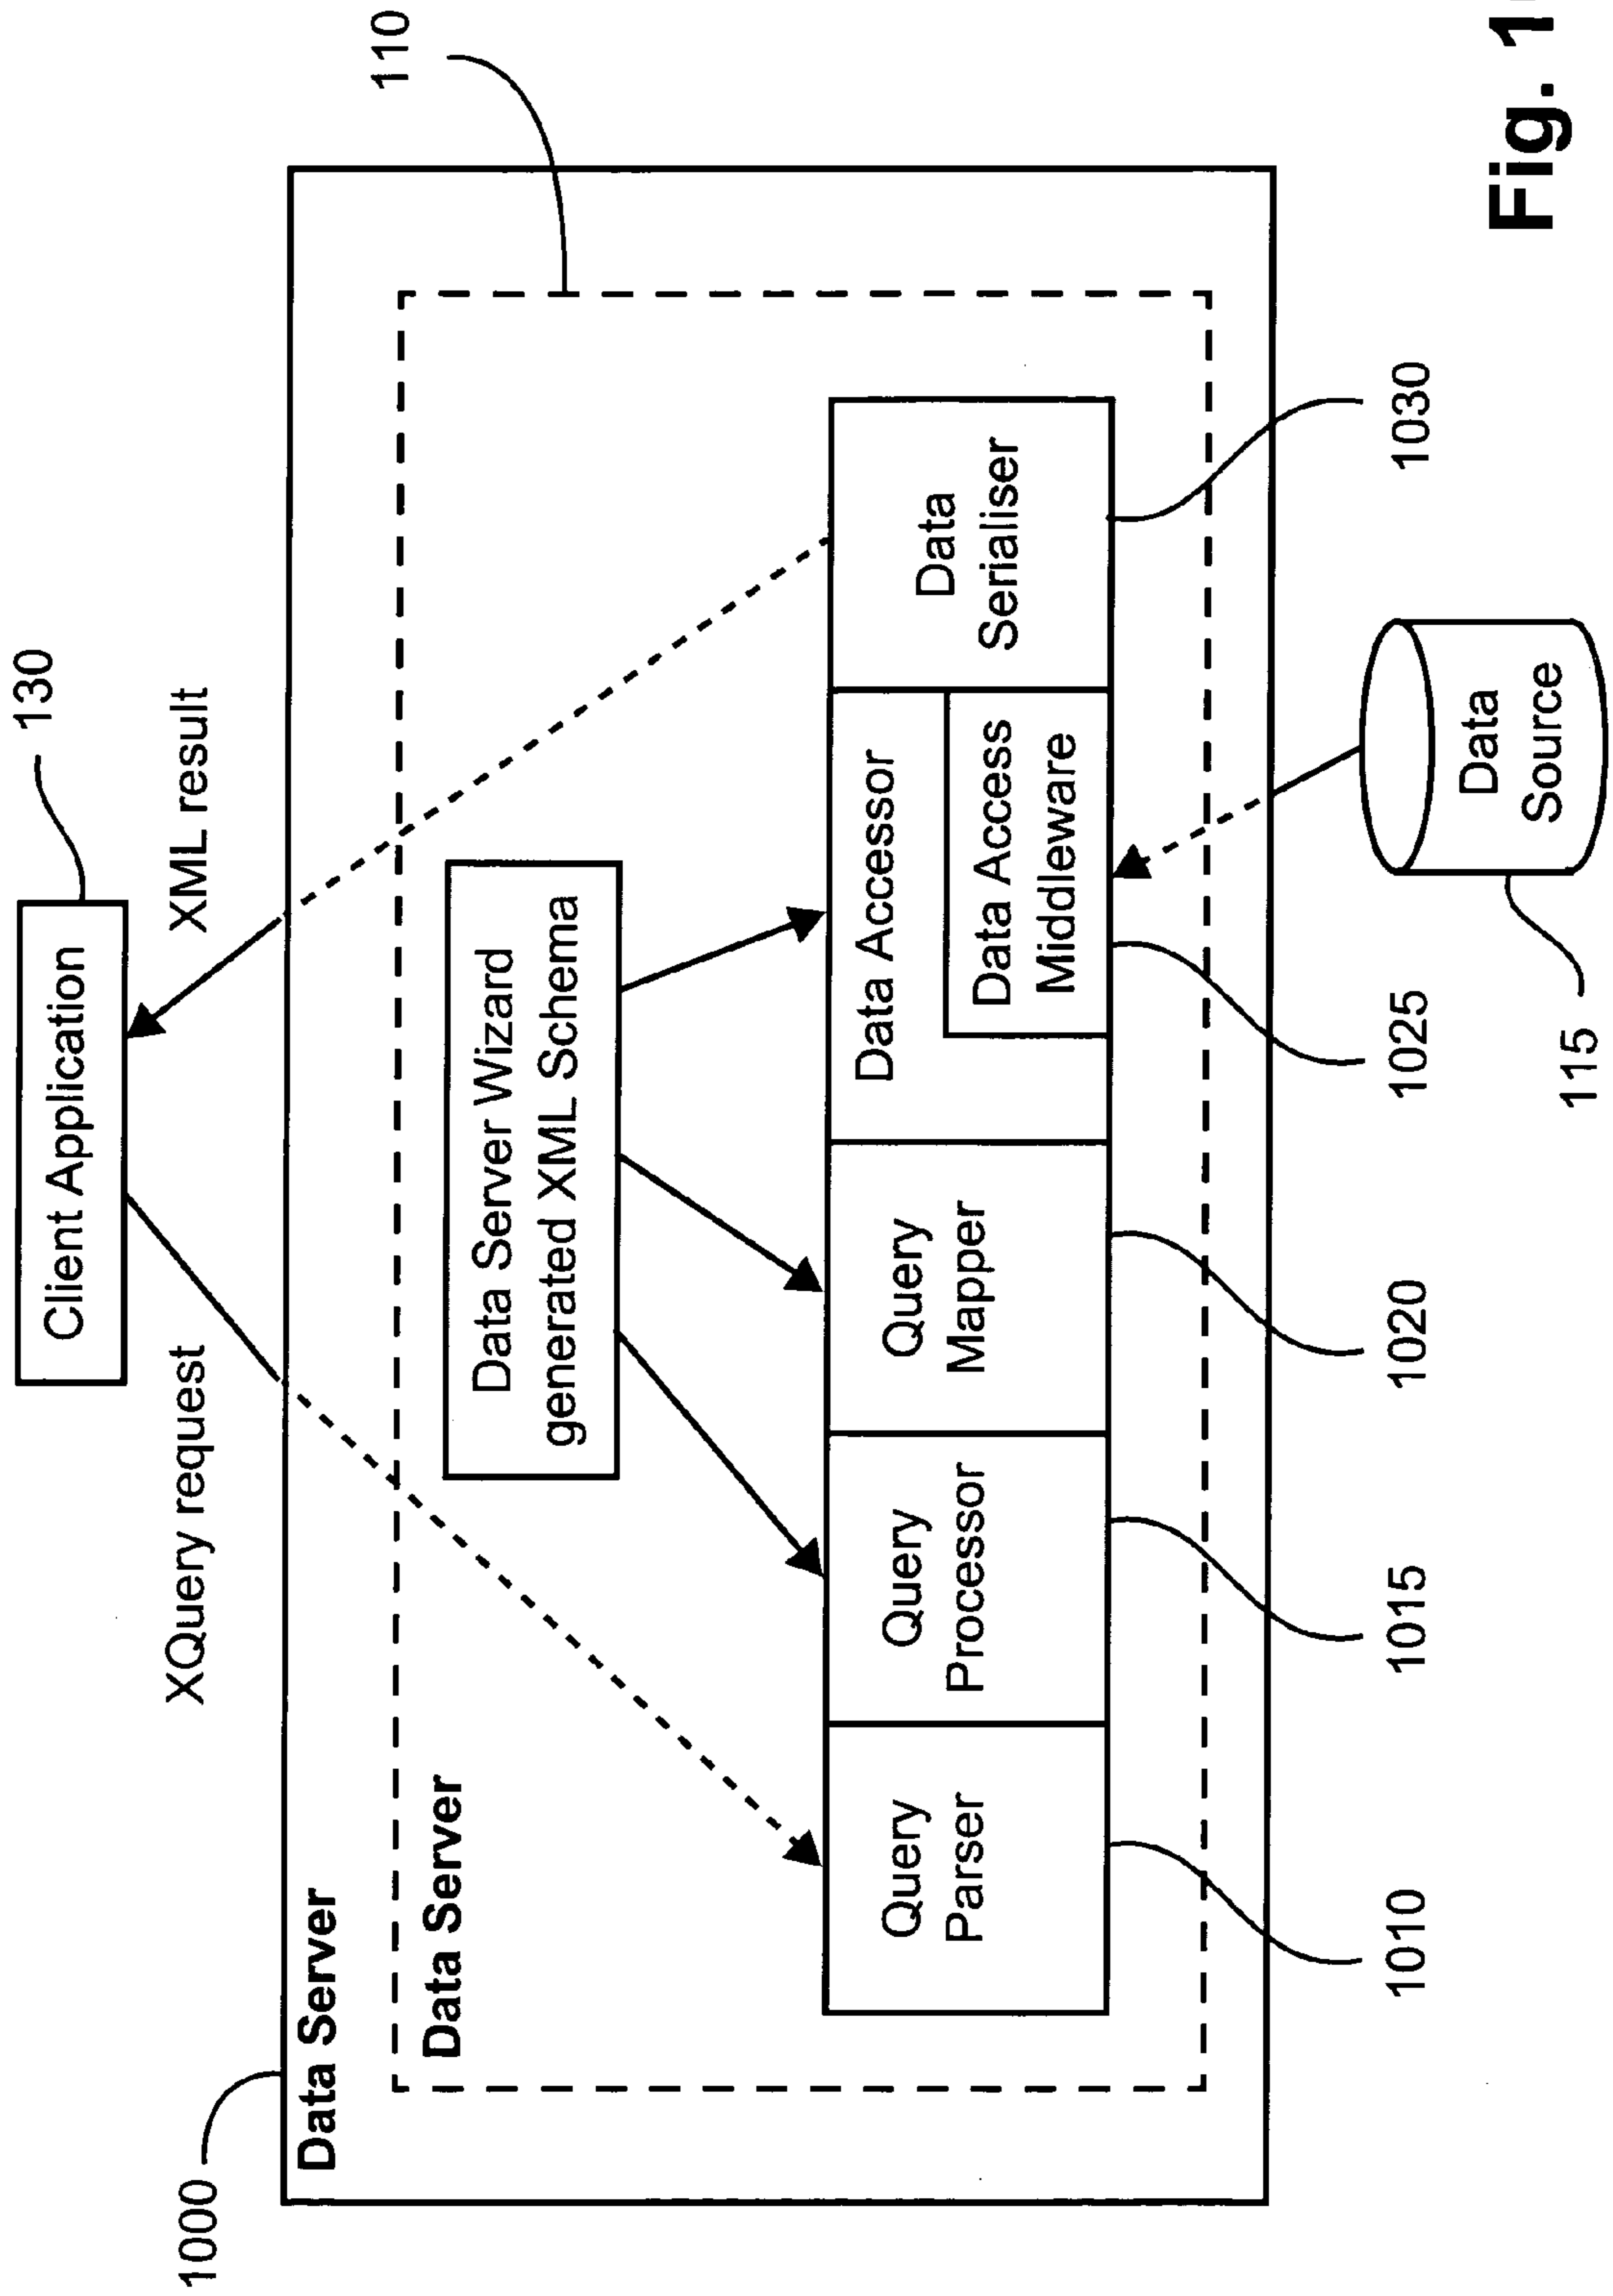 Client Application
130
XQuery request
XML result
1000
Data Server
110
Data Server
Data Server Wizard
generated XML Schema
Query
Parser
Query
Processor
Query
Mapper
Data Accessor
Data Access
Middleware
Data
Serialiser
1010
1015
1020
1025
1030
115
Data
Source